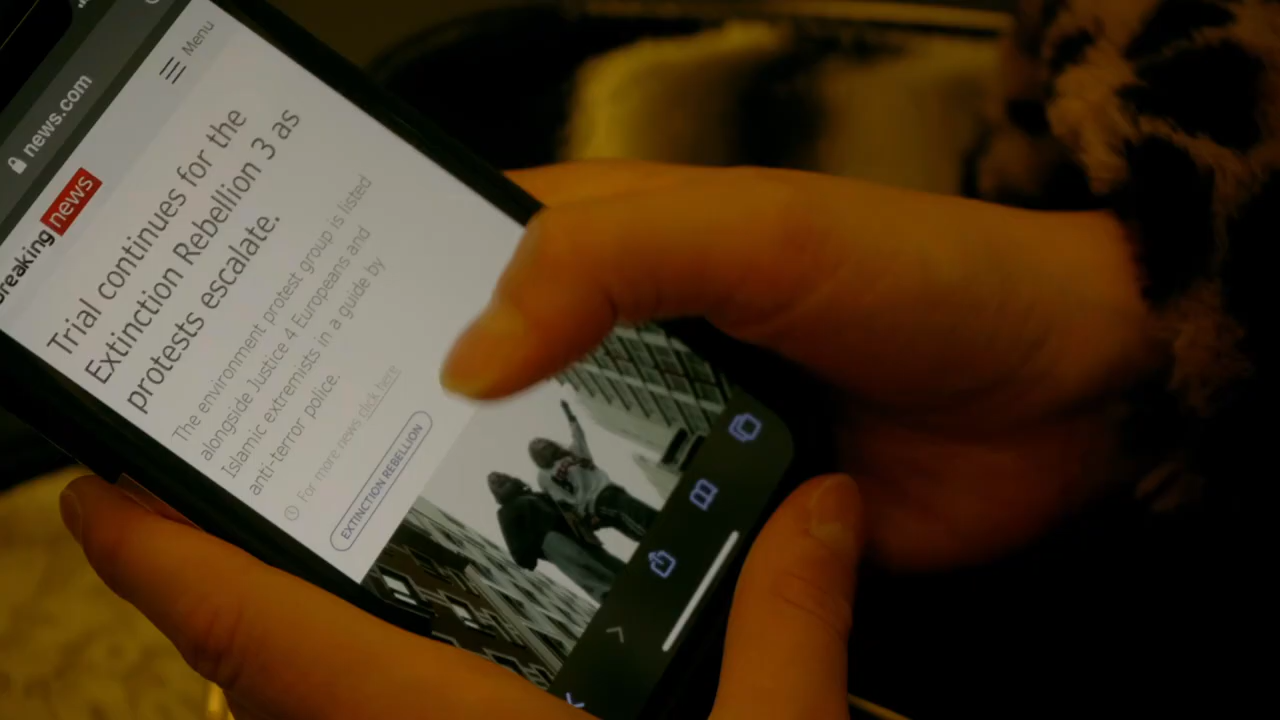 news.com
Menu
breaking news
Trial continues for the
Extinction Rebellion 3 as
protests escalate.
The environment protest group is listed
alongside Justice 4 Europeans and
Islamic extremists in a guide by
anti-terror police.
For more news click here
EXTINCTION REBELLION